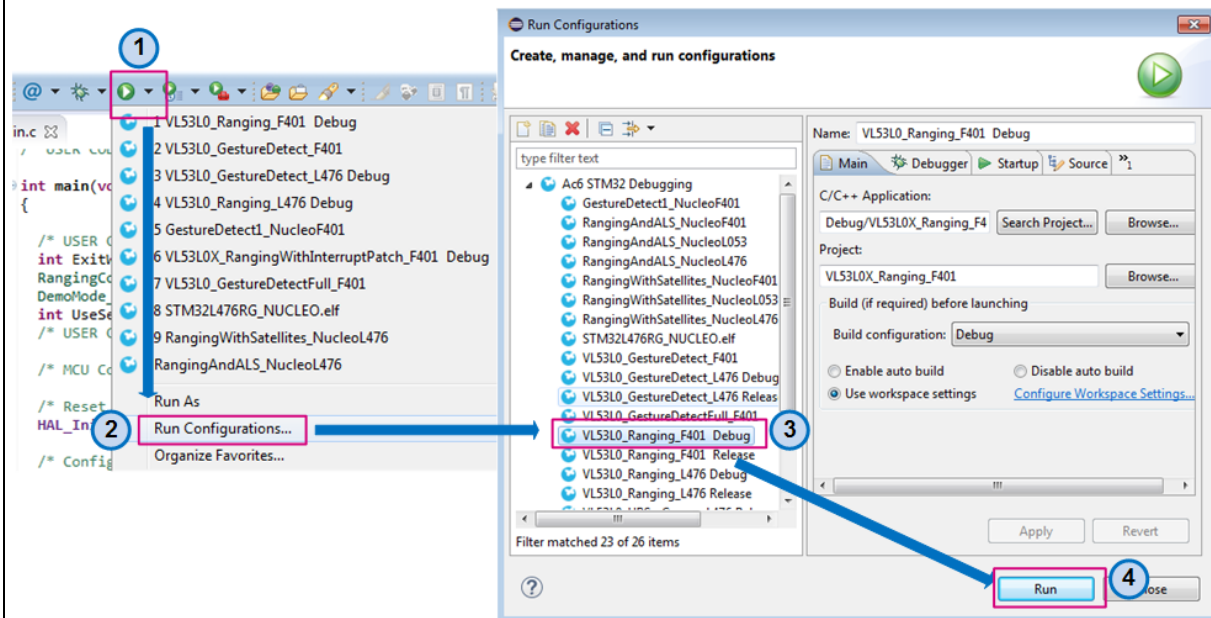 1
in.c
int main(vo
{
/* USER C
int ExitW
RangingCo
DemoMode_
int UseSe
/* USER C
/* MCU Co
/* Reset
HAL_Ini
/* Config
1 VL53L0_Ranging_F401 Debug
2 VL53L0_GestureDetect_F401
3 VL53L0_GestureDetect_L476 Debug
4 VL53L0_Ranging_L476 Debug
5 GestureDetect1_NucleoF401
6 VL53L0X_RangingWithInterruptPatch_F401 Debug
7 VL53L0_GestureDetectFull_F401
8 STM32L476RG_NUCLEO.elf
9 RangingWithSatellites_NucleoL476
RangingAndALS_NucleoL476
Run As
2
Run Configurations...
Organize Favorites...
Run Configurations
Create, manage, and run configurations
type filter text
Ac6 STM32 Debugging
GestureDetect1_NucleoF401
RangingAndALS_NucleoF401
RangingAndALS_NucleoL053
RangingAndALS_NucleoL476
RangingWithSatellites_NucleoF401
RangingWithSatellites_NucleoL053
RangingWithSatellites_NucleoL476
STM32L476RG_NUCLEO.elf
VL53L0_GestureDetect_F401
VL53L0_GestureDetect_L476 Debug
VL53L0_GestureDetect_L476 Releas
VL53L0_GestureDetectFull_F401
VL53L0_Ranging_F401 Debug
3
VL53L0_Ranging_F401 Release
VL53L0_Ranging_L476 Debug
VL53L0_Ranging_L476 Release
Filter matched 23 of 26 items
Name: VL53L0_Ranging_F401 Debug
Main Debugger Startup Source »1
C/C++ Application:
Debug/VL53L0X_Ranging_F4 Search Project... Browse...
Project:
VL53L0X_Ranging_F401 Browse...
Build (if required) before launching
Build configuration: Debug
Enable auto build Disable auto build
Use workspace settings Configure Workspace Settings...
Apply Revert
Run 4 ose